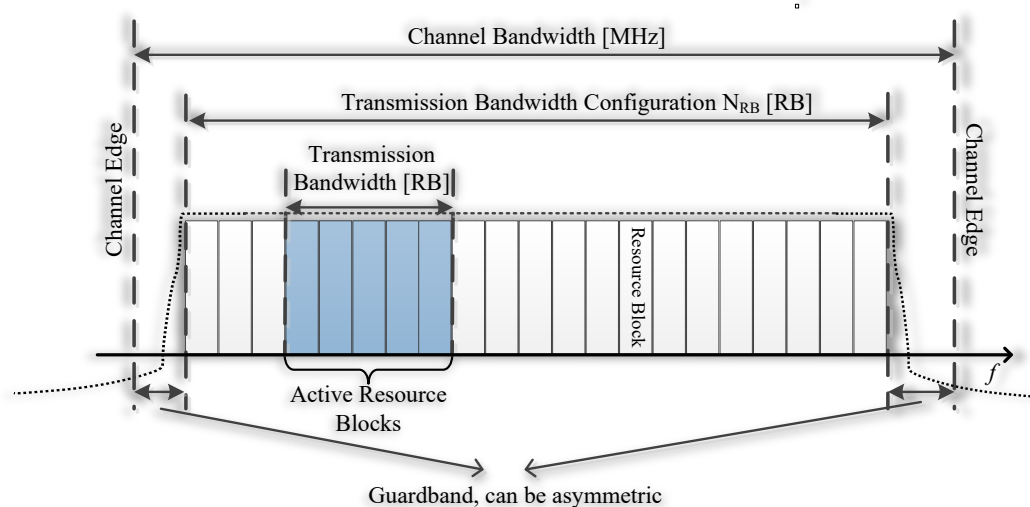 Channel Bandwidth [MHz]
Transmission Bandwidth Configuration N_RB [RB]
Channel Edge
Transmission
Bandwidth [RB]
Channel Edge
Resource Block
f
Active Resource
Blocks
Guardband, can be asymmetric